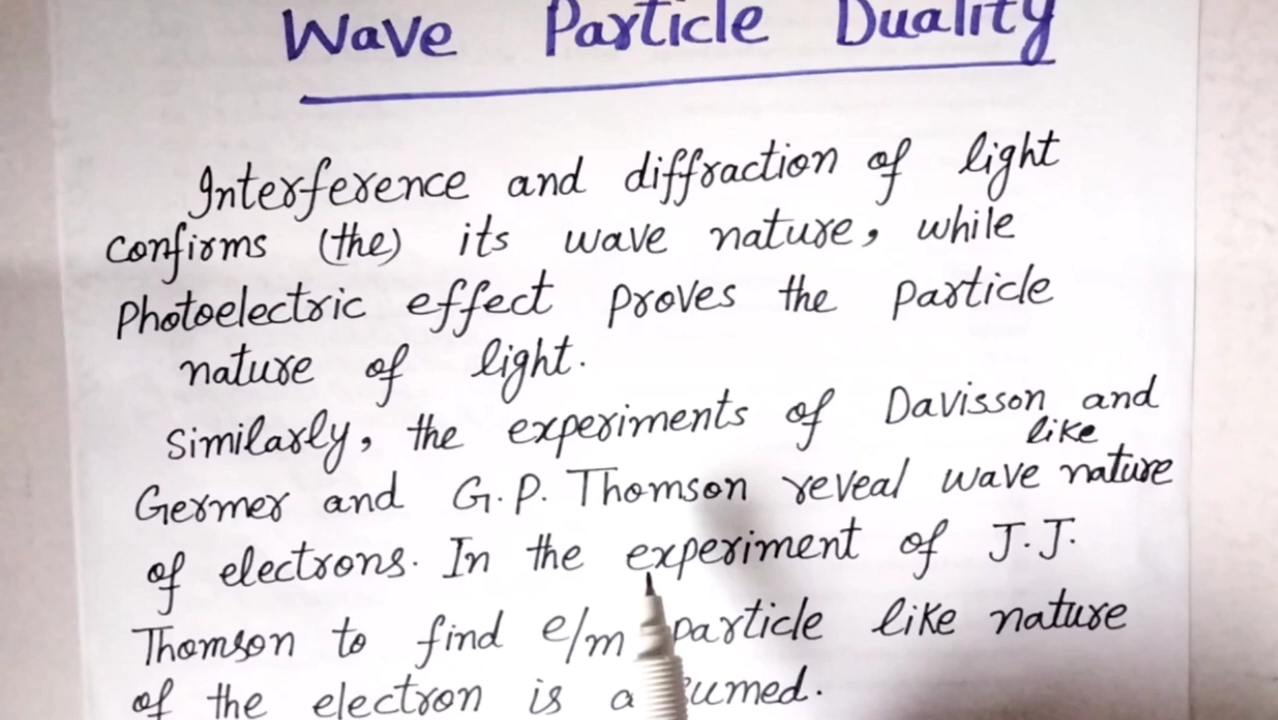 Wave Particle Duality
Interference and diffraction of light
confirms (the) its wave nature, while
Photoelectric effect proves the particle
nature of light.
Similarly, the experiments of Davisson and
like
Germer and G.P. Thomson reveal wave nature
of electrons. In the experiment of J.J.
Thomson to find e/m particle like nature
of the electron is